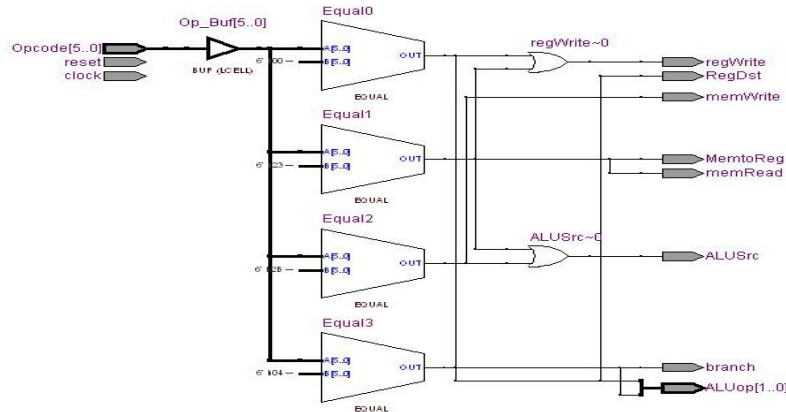 Op_Buf[5..0]
Equal0
Opcode[5..0]
reset
clock
BUF (LCELL)
A[5..0]
B[5..0]
OUT
EQUAL
regWrite~0
regWrite
RegDst
memWrite
Equal1
A[5..0]
B[5..0]
OUT
EQUAL
MemtoReg
memRead
Equal2
A[5..0]
B[5..0]
OUT
EQUAL
ALUSrc~0
ALUSrc
Equal3
A[5..0]
B[5..0]
OUT
EQUAL
branch
ALUop[1..0]